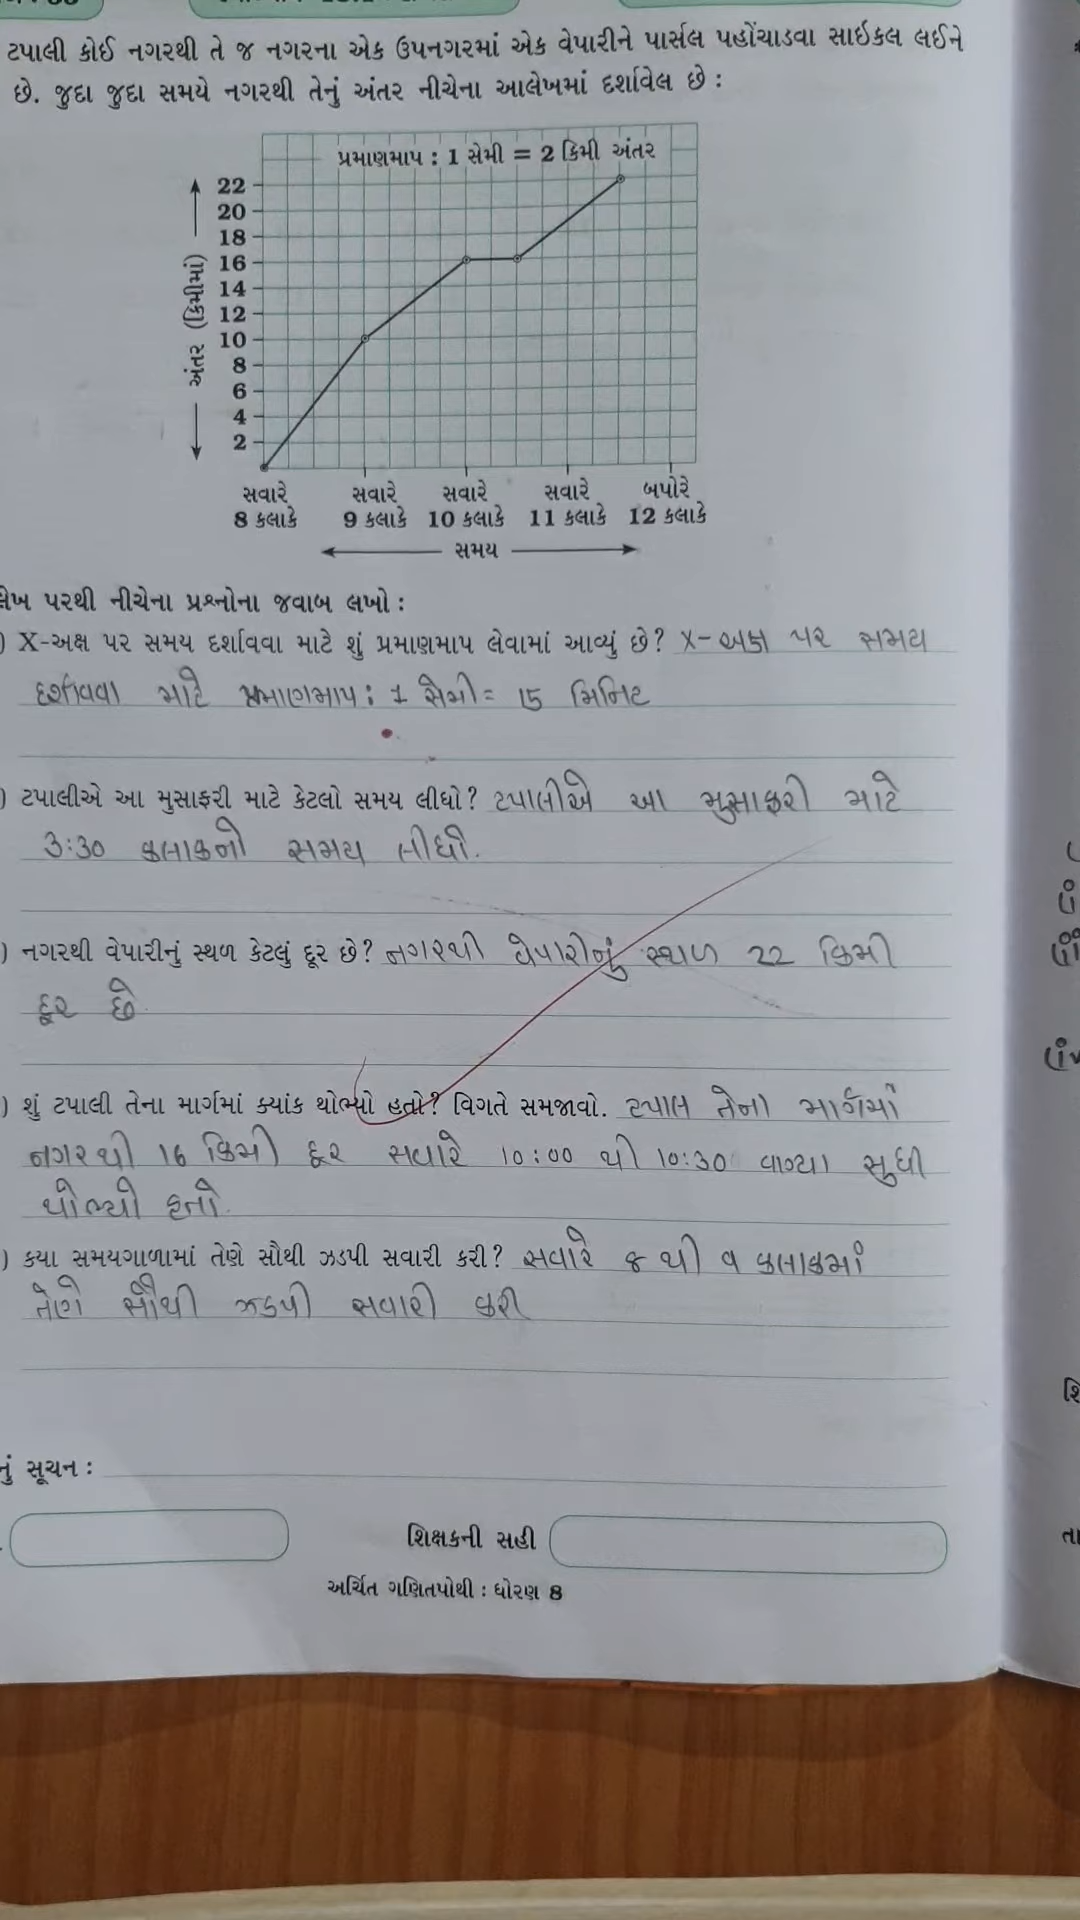 ટપાલી કોઈ નગરથી તે જ નગરના એક ઉપનગરમાં એક વેપારીને પાર્સલ પહોંચાડવા સાઇકલ લઈને
છે. જુદા જુદા સમયે નગરથી તેનું અંતર નીચેના આલેખમાં દર્શાવેલ છે :
પ્રમાણમાપ : 1 સેમી = 2 કિમી અંતર
22
20
18
16
14
12
10
8
6
4
2
અંતર (કિમીમાં)
સવારે સવારે સવારે સવારે બપોરે
8 કલાકે 9 કલાકે 10 કલાકે 11 કલાકે 12 કલાકે
સમય
લેખ પરથી નીચેના પ્રશ્નોના જવાબ લખો :
) X-અક્ષ પર સમય દર્શાવવા માટે શું પ્રમાણમાપ લેવામાં આવ્યું છે? X- અક્ષ પર સમય
દર્શાવવા માટે પ્રમાણમાપ : 1 સેમી = 15 મિનિટ
) ટપાલીએ આ મુસાફરી માટે કેટલો સમય લીધો? ટપાલીએ આ મુસાફરી માટે
3:30 કલાકનો સમય લીધો.
) નગરથી વેપારીનું સ્થળ કેટલું દૂર છે? નગરથી વેપારીનું સ્થળ 22 કિમી
દૂર છે
) શું ટપાલી તેના માર્ગમાં ક્યાંક થોભ્યો હતો? વિગતે સમજાવો. ટપાલ તેના માર્ગમાં
નગરથી 16 કિમી દૂર સવારે 10:00 થી 10:30 વાગ્યા સુધી
થોભ્યો હતો.
) કયા સમયગાળામાં તેણે સૌથી ઝડપી સવારી કરી? સવારે 8 થી 9 કલાકમાં
તેણે સૌથી ઝડપી સવારી કરી
નું સૂચન :
શિક્ષકની સહી
અર્ચિત ગણિતપોથી : ધોરણ 8